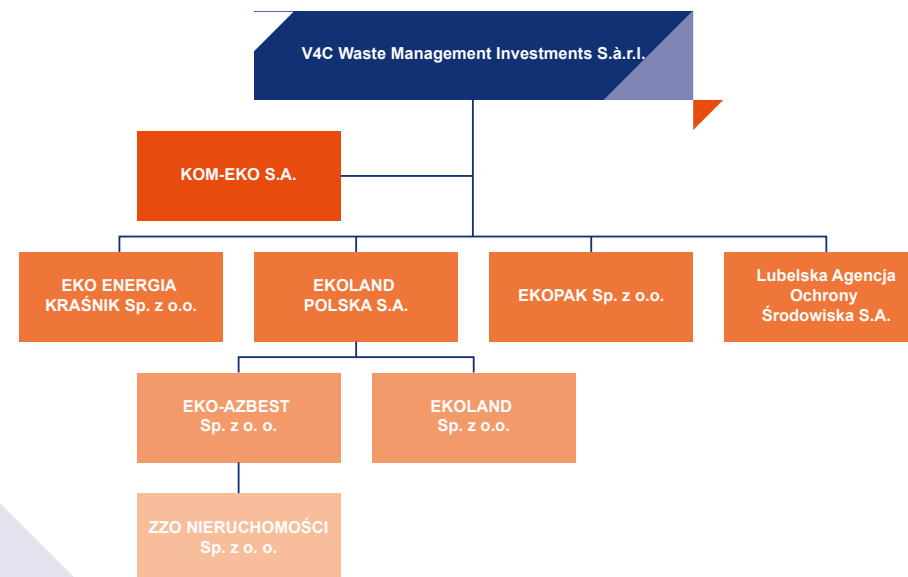 V4C Waste Management Investments S.à.r.l.
KOM-EKO S.A.
EKO ENERGIA
KRAŚNIK Sp. z o.o.
EKOLAND
POLSKA S.A.
EKOPAK Sp. z o.o.
Lubelska Agencja
Ochrony
Środowiska S.A.
EKO-AZBEST
Sp. z o. o.
EKOLAND
Sp. z o.o.
ZZO NIERUCHOMOŚCI
Sp. z o. o.